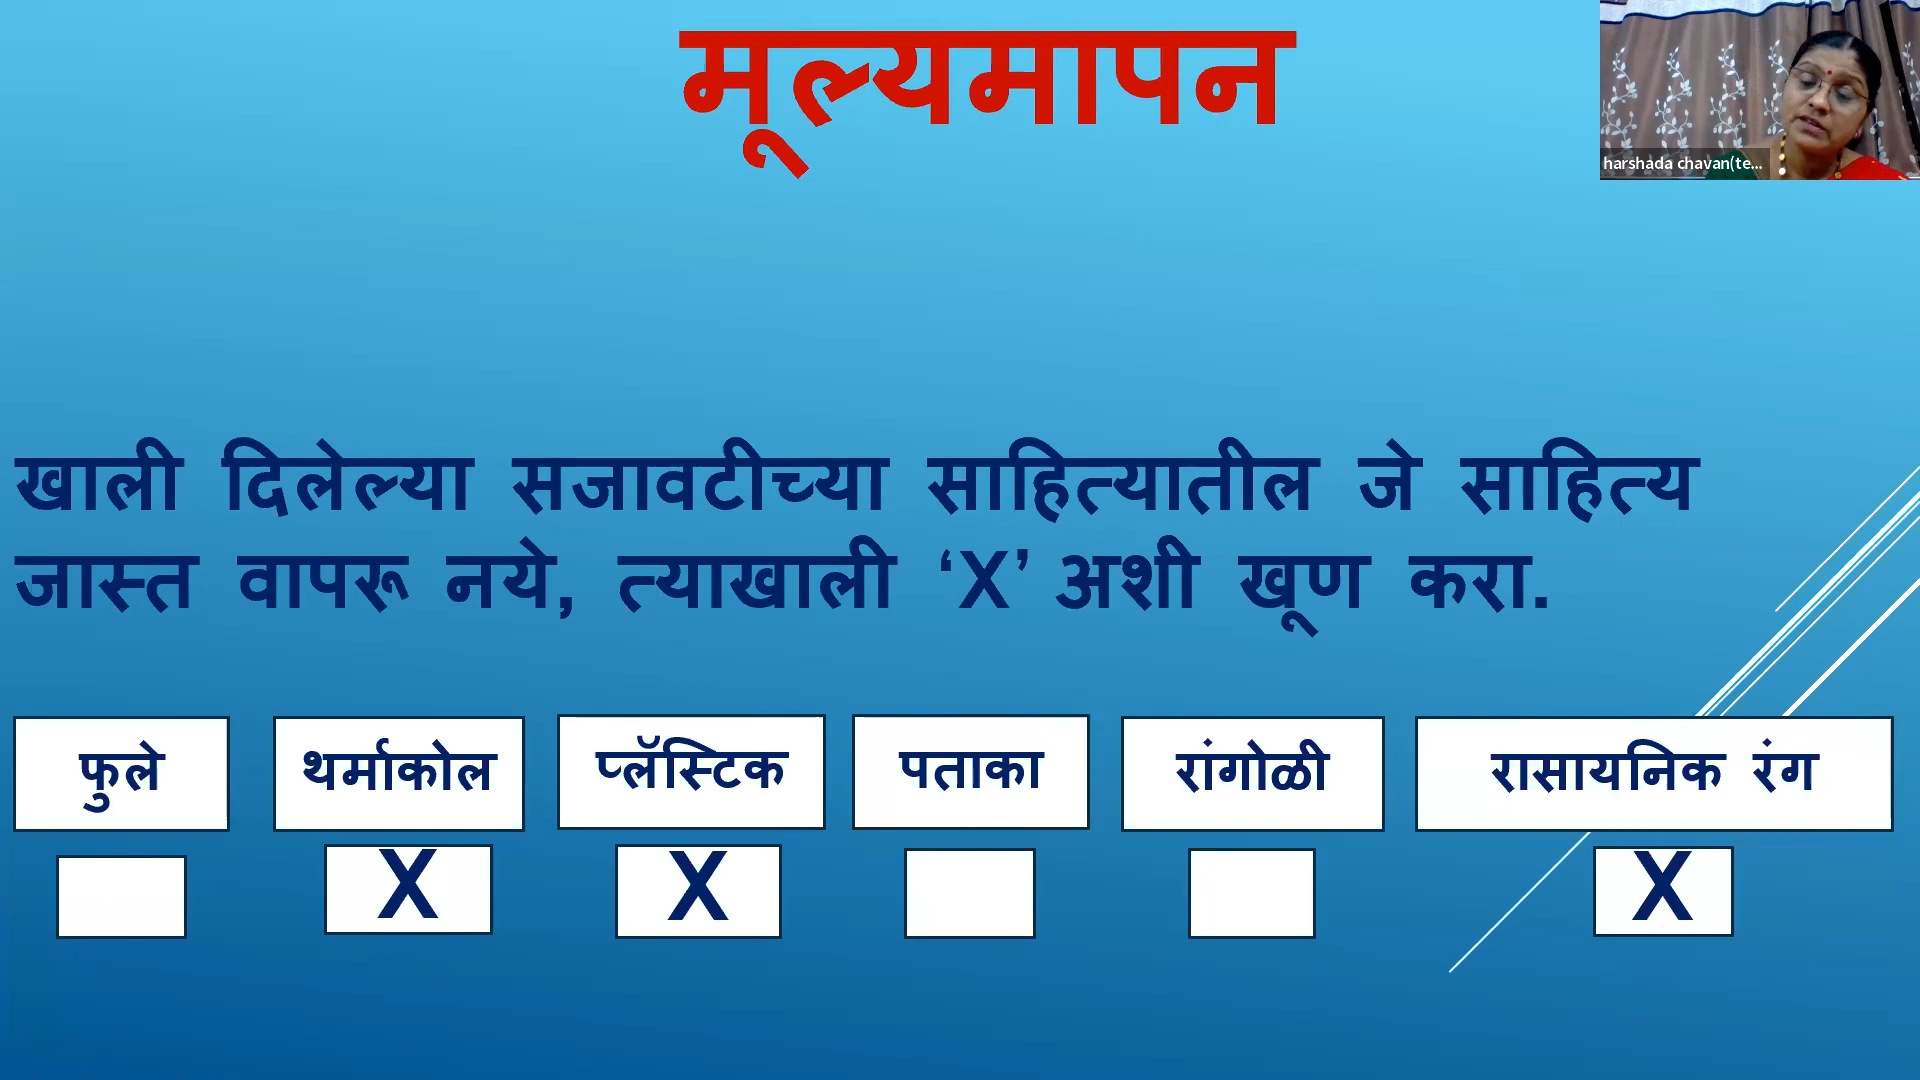 मूल्यमापन
harshada chavan(te...
खाली दिलेल्या सजावटीच्या साहित्यातील जे साहित्य
जास्त वापरू नये, त्याखाली ‘X’ अशी खूण करा.
फुले थर्माकोल प्लॅस्टिक पताका रांगोळी रासायनिक रंग
X X X